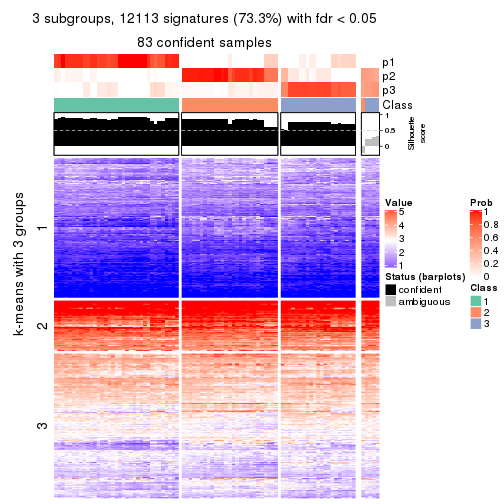 3 subgroups, 12113 signatures (73.3%) with fdr < 0.05
83 confident samples
p1
p2
p3
Class
1
0.5
0
Silhouette
score
k-means with 3 groups
1
2
3
Value
5
4
3
2
1
Status (barplots)
confident
ambiguous
Prob
1
0.8
0.6
0.4
0.2
0
Class
1
2
3